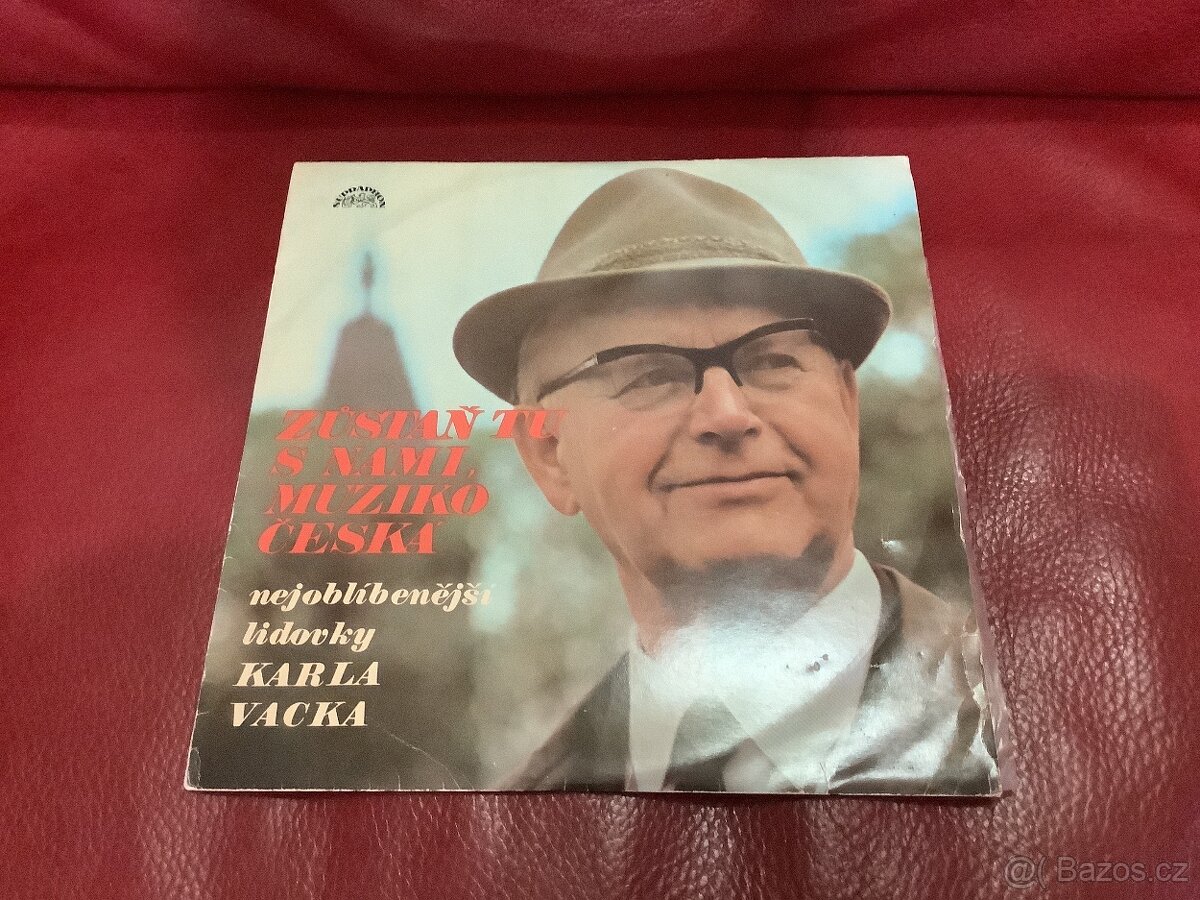 SUPRAPHON
ZŮSTAŇ TU
S NÁMI,
MUZIKO
ČESKÁ
nejoblíbenější
lidovky
KARLA
VACKA
@( Bazos.cz